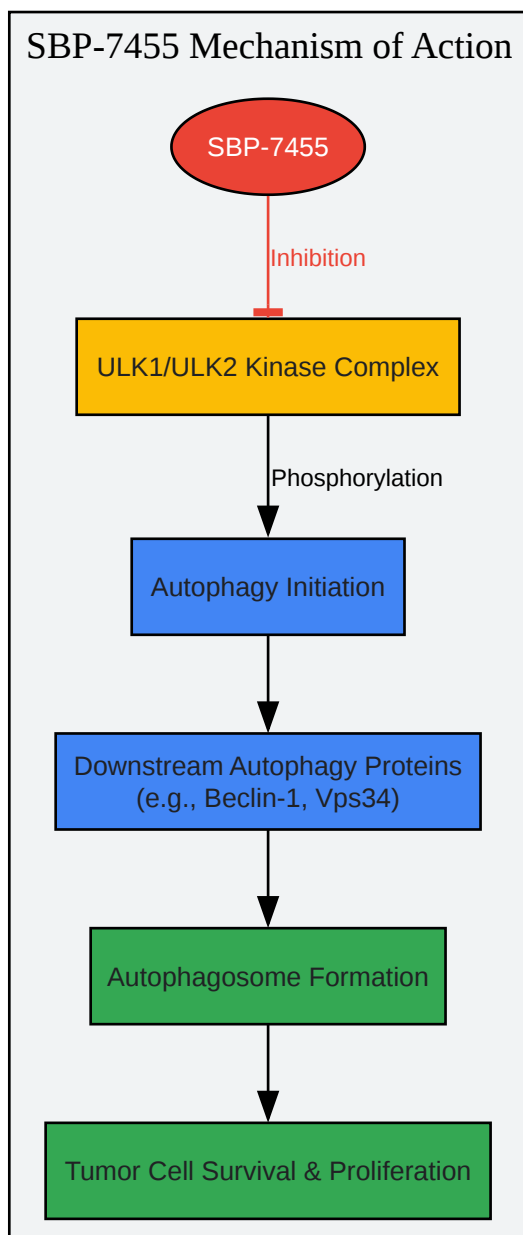 SBP-7455 Mechanism of Action
SBP-7455
Inhibition
ULK1/ULK2 Kinase Complex
Phosphorylation
Autophagy Initiation
Downstream Autophagy Proteins
(e.g., Beclin-1, Vps34)
Autophagosome Formation
Tumor Cell Survival & Proliferation